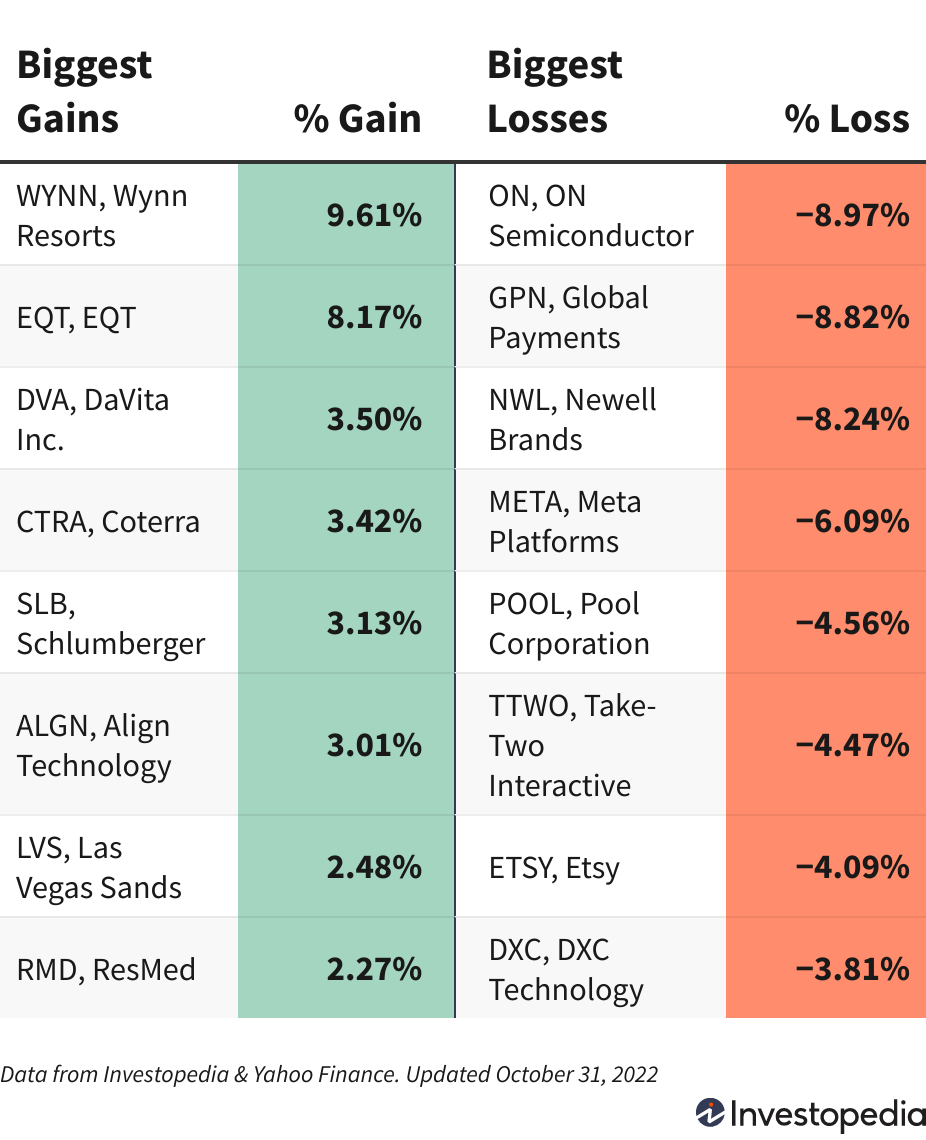 Biggest
Gains
% Gain
Biggest
Losses
% Loss
WYNN, Wynn
Resorts
9.61%
ON, ON
Semiconductor
−8.97%
EQT, EQT
8.17%
GPN, Global
Payments
−8.82%
DVA, DaVita
Inc.
3.50%
NWL, Newell
Brands
−8.24%
CTRA, Coterra
3.42%
META, Meta
Platforms
−6.09%
SLB,
Schlumberger
3.13%
POOL, Pool
Corporation
−4.56%
ALGN, Align
Technology
3.01%
TTWO, Take-
Two
Interactive
−4.47%
LVS, Las
Vegas Sands
2.48%
ETSY, Etsy
−4.09%
RMD, ResMed
2.27%
DXC, DXC
Technology
−3.81%
Data from Investopedia & Yahoo Finance. Updated October 31, 2022
Investopedia